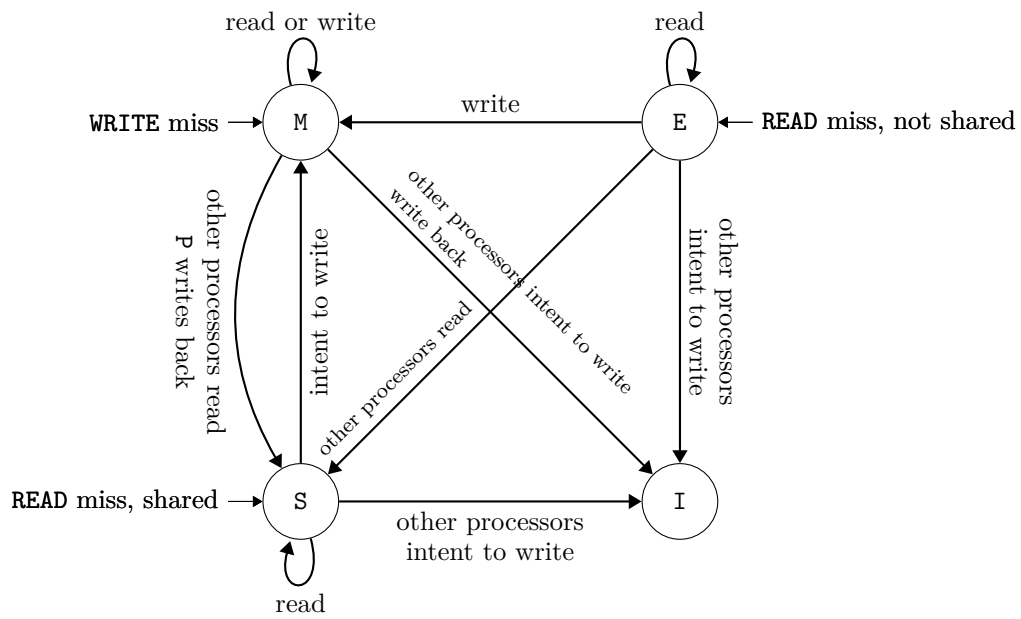 read or write
read
WRITE miss
M
write
E
READ miss, not shared
other processors read
P writes back
intent to write
other processors intent to write
write back
other processors read
other processors
intent to write
READ miss, shared
S
I
other processors
intent to write
read